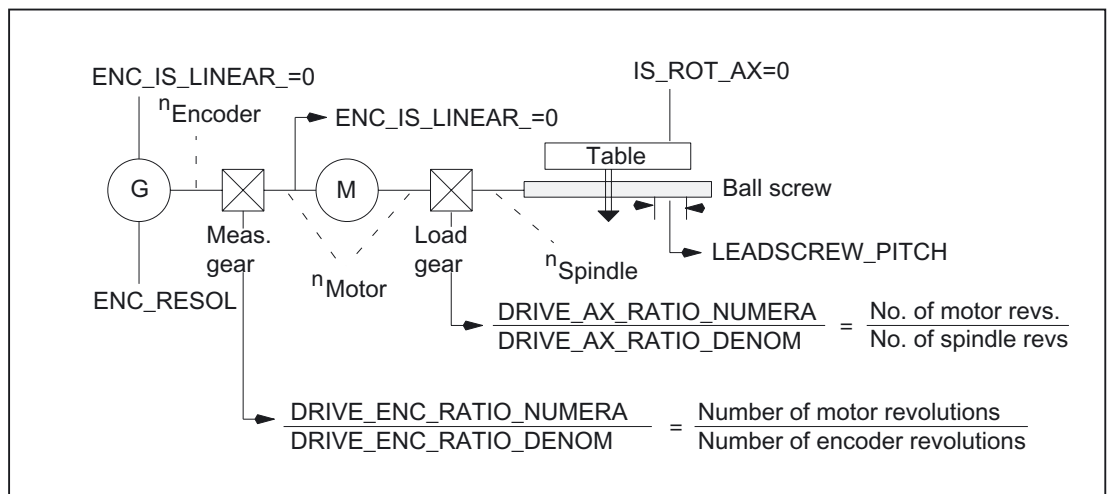 ENC_IS_LINEAR_=0
IS_ROT_AX=0
nEncoder
ENC_IS_LINEAR_=0
Table
G
M
Ball screw
Meas.
gear
Load
gear
nMotor
nSpindle
LEADSCREW_PITCH
ENC_RESOL
DRIVE_AX_RATIO_NUMERA = No. of motor revs.
DRIVE_AX_RATIO_DENOM No. of spindle revs
DRIVE_ENC_RATIO_NUMERA = Number of motor revolutions
DRIVE_ENC_RATIO_DENOM Number of encoder revolutions